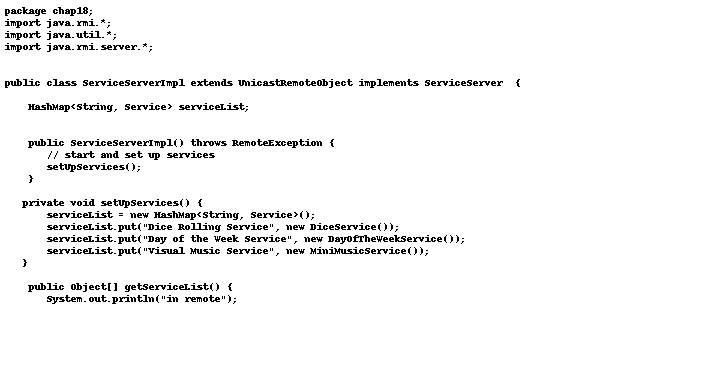 package chap18;
import java.rmi.*;
import java.util.*;
import java.rmi.server.*;
public class ServiceServerImpl extends UnicastRemoteObject implements ServiceServer  {
HashMap<String, Service> serviceList;
public ServiceServerImpl() throws RemoteException {
// start and set up services
setUpServices();
}
private void setUpServices() {
serviceList = new HashMap<String, Service>();
serviceList.put("Dice Rolling Service", new DiceService());
serviceList.put("Day of the Week Service", new DayOfTheWeekService());
serviceList.put("Visual Music Service", new MiniMusicService());
}
public Object[] getServiceList() {
System.out.println("in remote");